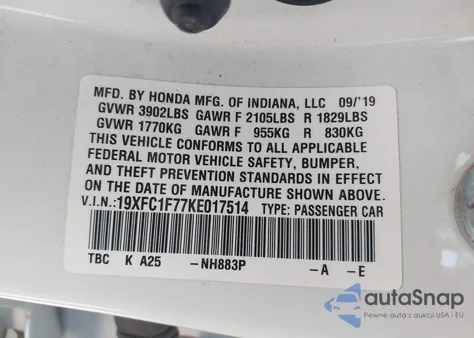 MFD. BY HONDA MFG. OF INDIANA, LLC 09/'19
GVWR 3902LBS GAWR F 2105LBS R 1829LBS
GVWR 1770KG GAWR F 955KG R 830KG
THIS VEHICLE CONFORMS TO ALL APPLICABLE
FEDERAL MOTOR VEHICLE SAFETY, BUMPER,
AND THEFT PREVENTION STANDARDS IN EFFECT
ON THE DATE OF MANUFACTURE SHOWN ABOVE.
V.I.N.: 19XFC1F77KE017514 TYPE: PASSENGER CAR
TBC K A25 -NH883P -A -E
autoSnap
Pewne auta z aukcji USA i EU